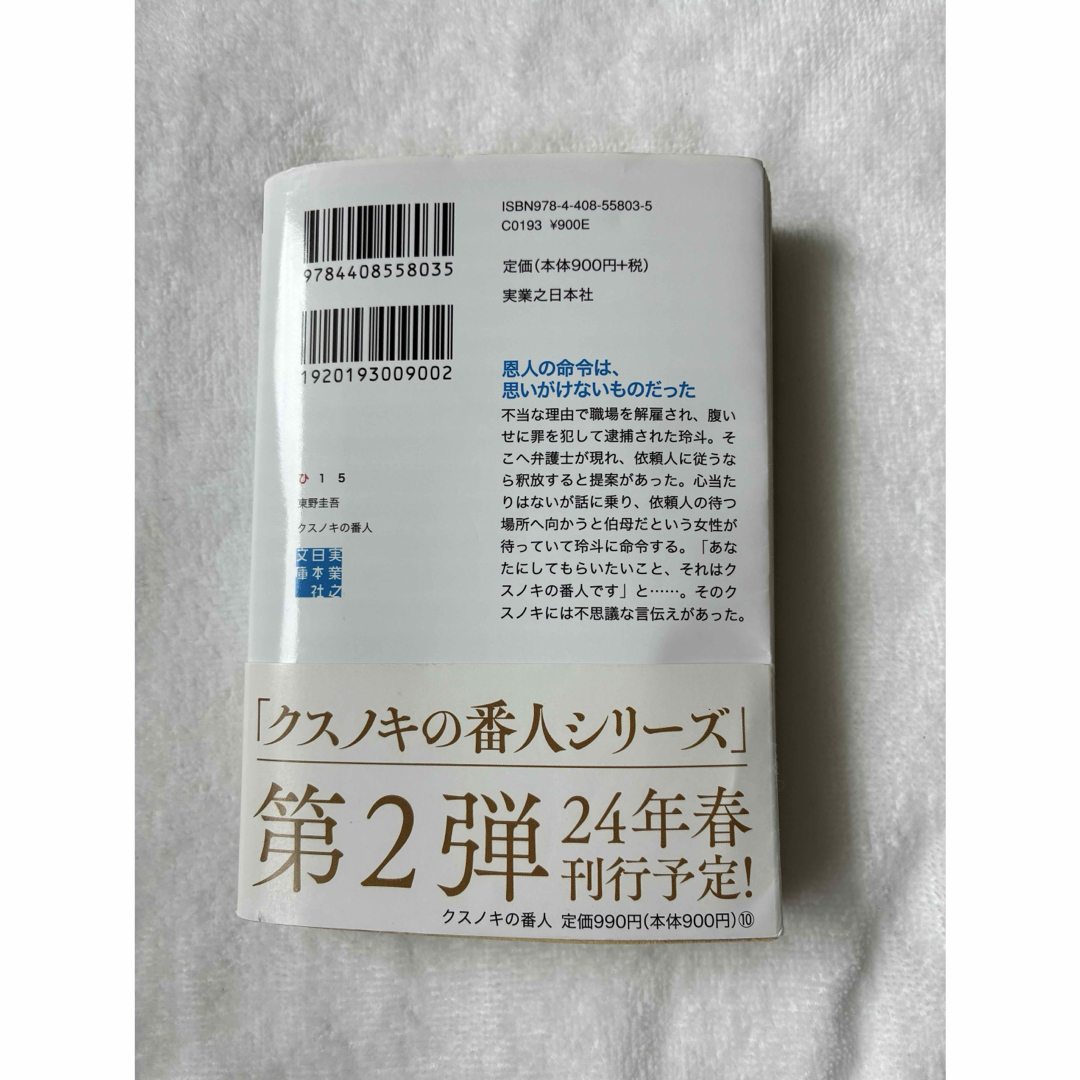 ISBN978-4-408-55803-5
C0193 ¥900E
9784408558035
定価(本体900円+税)
実業之日本社
1920193009002
恩人の命令は、
思いがけないものだった
不当な理由で職場を解雇され、腹い
せに罪を犯して逮捕された玲斗。そ
こへ弁護士が現れ、依頼人に従うな
ら釈放すると提案があった。心当た
りはないが話に乗り、依頼人の待つ
場所へ向かうと伯母だという女性が
待っていて玲斗に命令する。「あな
たにしてもらいたいこと、それはク
スノキの番人です」と……。そのク
スノキには不思議な言伝えがあった。
ひ 1 5
東野圭吾
クスノキの番人
実業之
日本社
文庫
「クスノキの番人シリーズ」
第2弾
24年春
刊行予定!
クスノキの番人 定価990円(本体900円)⑩